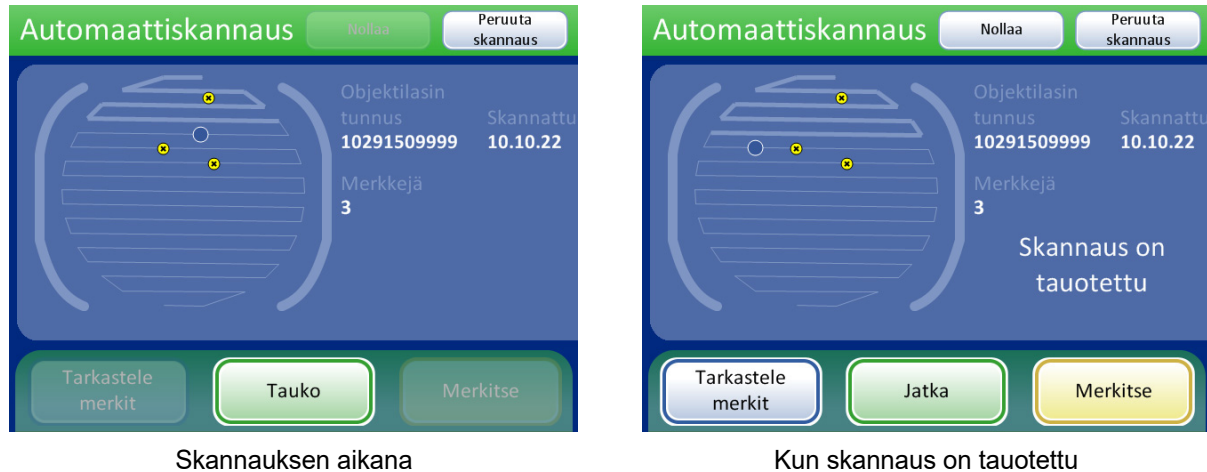 Automaattiskannaus
Nollaa
Peruuta
skannaus
Objektilasin
tunnus
Skannattu
10291509999
10.10.22
Merkkejä
3
Tarkastele
merkit
Tauko
Merkitse
Skannauksen aikana
Automaattiskannaus
Nollaa
Peruuta
skannaus
Objektilasin
tunnus
Skannattu
10291509999
10.10.22
Merkkejä
3
Skannaus on
tauotettu
Tarkastele
merkit
Jatka
Merkitse
Kun skannaus on tauotettu